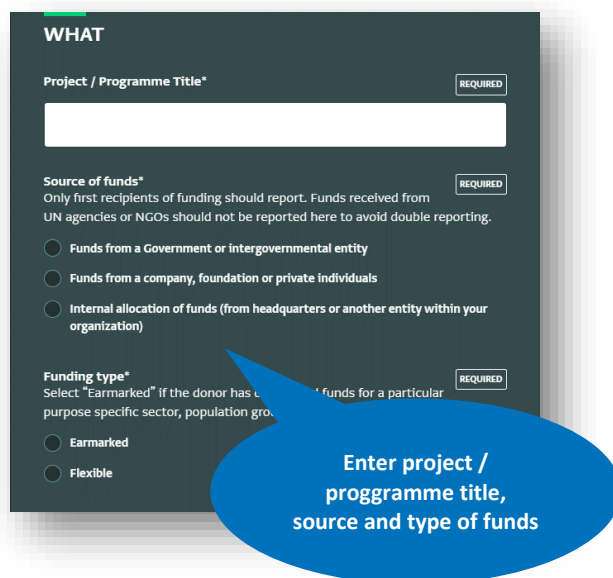 WHAT
Project / Programme Title* REQUIRED
Source of funds* REQUIRED
Only first recipients of funding should report. Funds received from
UN agencies or NGOs should not be reported here to avoid double reporting.
Funds from a Government or intergovernmental entity
Funds from a company, foundation or private individuals
Internal allocation of funds (from headquarters or another entity within your
organization)
Funding type* REQUIRED
Select "Earmarked" if the donor has funds for a particular
purpose specific sector, population
Earmarked
Flexible
Enter project /
proggramme title,
source and type of funds